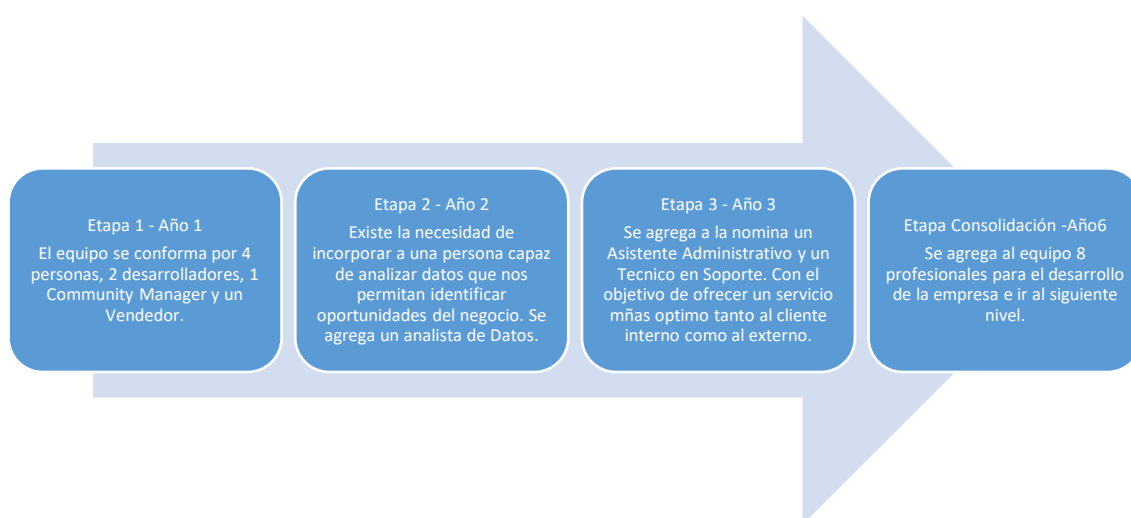 Etapa 1 - Año 1
El equipo se conforma por 4
personas, 2 desarrolladores, 1
Community Manager y un
Vendedor.
Etapa 2 - Año 2
Existe la necesidad de
incorporar a una persona capaz
de analizar datos que nos
permitan identificar
oportunidades del negocio. Se
agrega un analista de Datos.
Etapa 3 - Año 3
Se agrega a la nomina un
Asistente Administrativo y un
Tecnico en Soporte. Con el
objetivo de ofrecer un servicio
mñas optimo tanto al cliente
interno como al externo.
Etapa Consolidación -Año6
Se agrega al equipo 8
profesionales para el desarrollo
de la empresa e ir al siguiente
nivel.